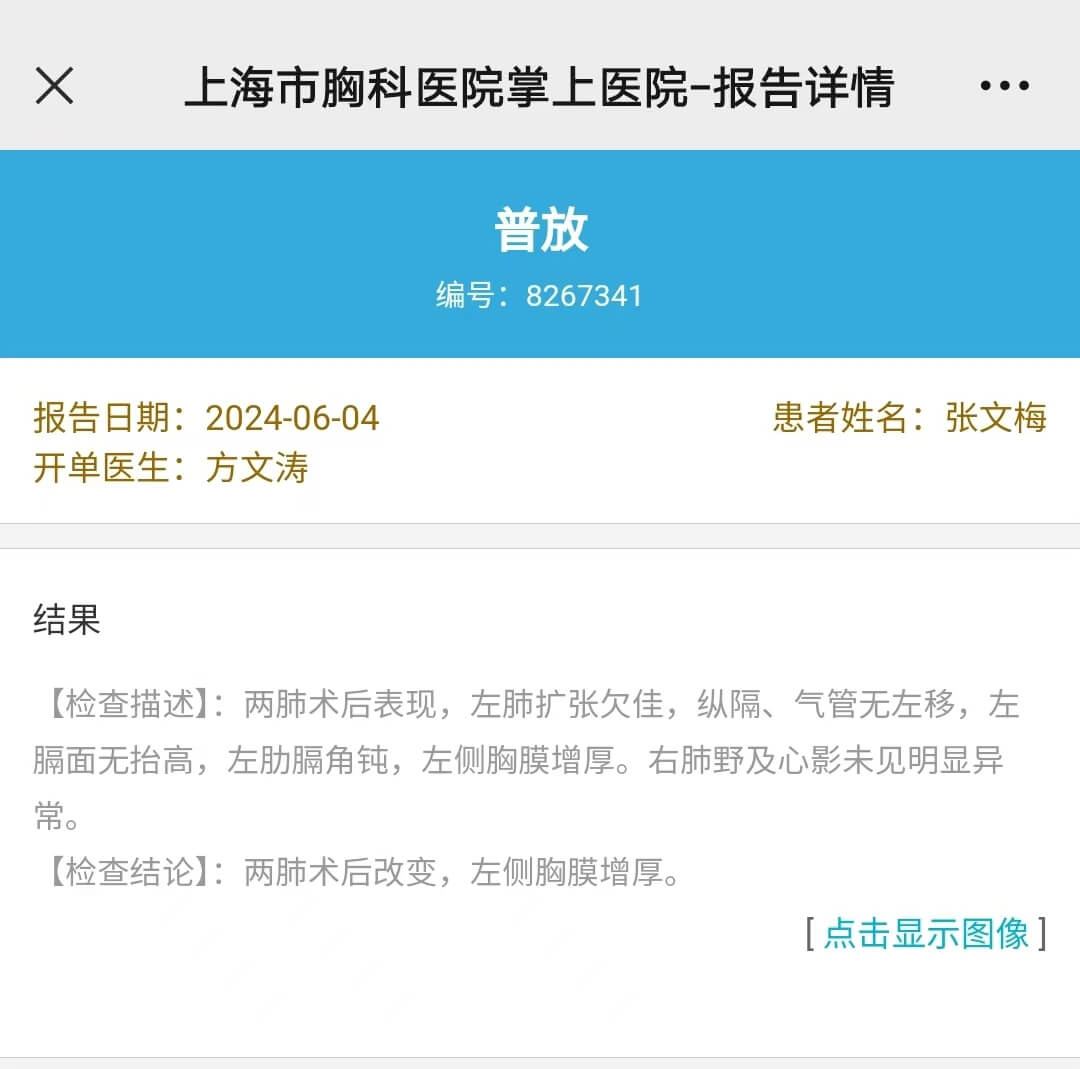 上海市胸科医院掌上医院-报告详情
普放
编号：8267341
报告日期：2024-06-04
患者姓名：张文梅
开单医生：方文涛
结果
【检查描述】：两肺术后表现，左肺扩张欠佳，纵隔、气管无左移，左
膈面无抬高，左肋膈角钝，左侧胸膜增厚。右肺野及心影未见明显异
常。
【检查结论】：两肺术后改变，左侧胸膜增厚。
[ 点击显示图像 ]